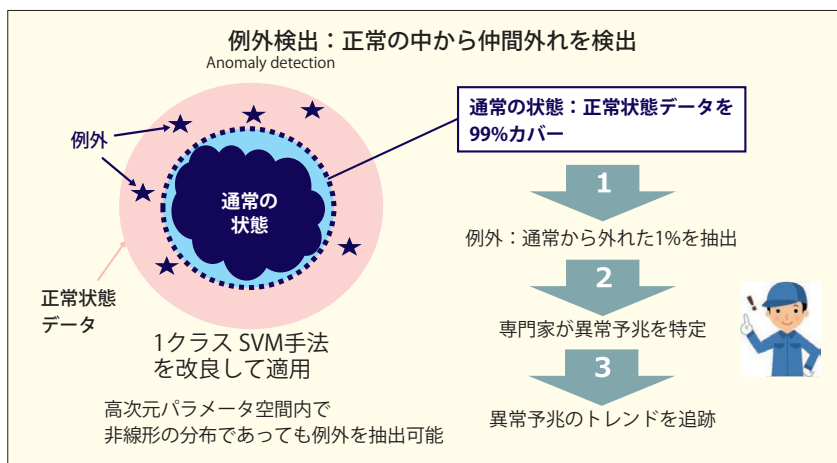 例外検出：正常の中から仲間外れを検出
Anomaly detection
例外
通常の
状態
正常状態
データ
1クラス SVM手法
を改良して適用
高次元パラメータ空間内で
非線形の分布であっても例外を抽出可能
通常の状態：正常状態データを
99%カバー
1
例外：通常から外れた1%を抽出
2
専門家が異常予兆を特定
3
異常予兆のトレンドを追跡
!